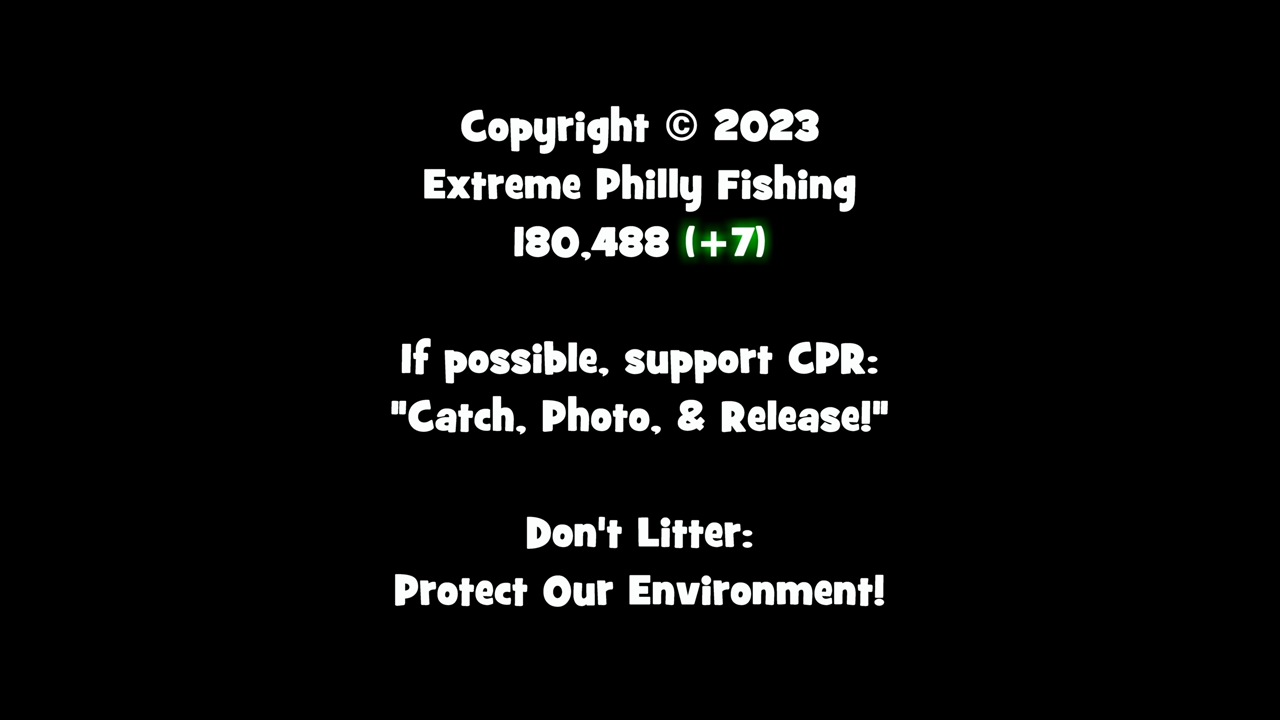 Copyright © 2023
Extreme Philly Fishing
180,488 (+7)
If possible, support CPR:
"Catch, Photo, & Release!"
Don't Litter:
Protect Our Environment!